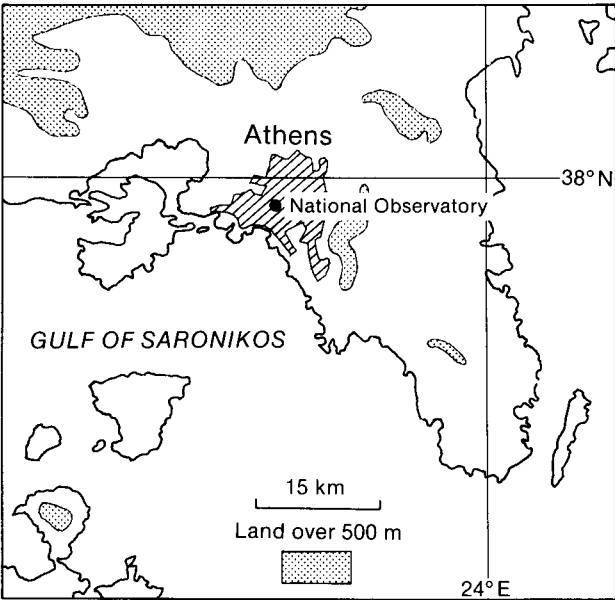 Athens
38°N
National Observatory
GULF OF SARONIKOS
15 km
Land over 500 m
24°E